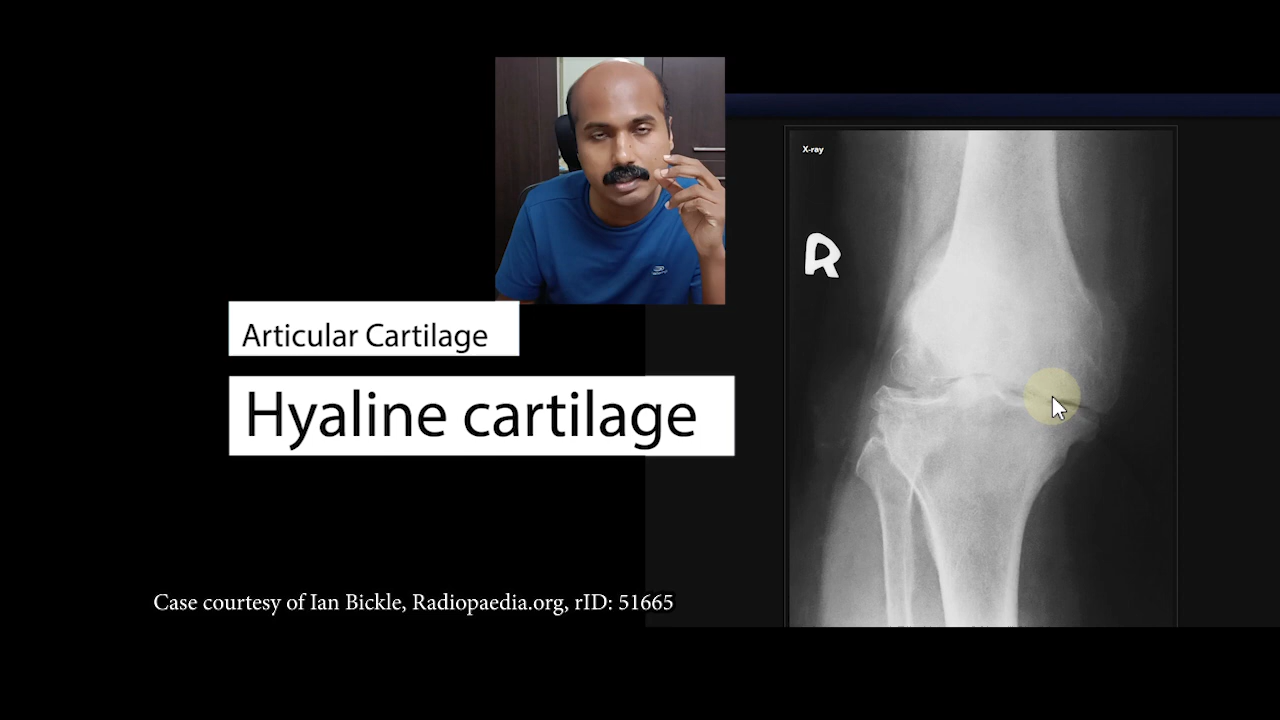 X-ray
R
Articular Cartilage
Hyaline cartilage
Case courtesy of Ian Bickle, Radiopaedia.org, rID: 51665